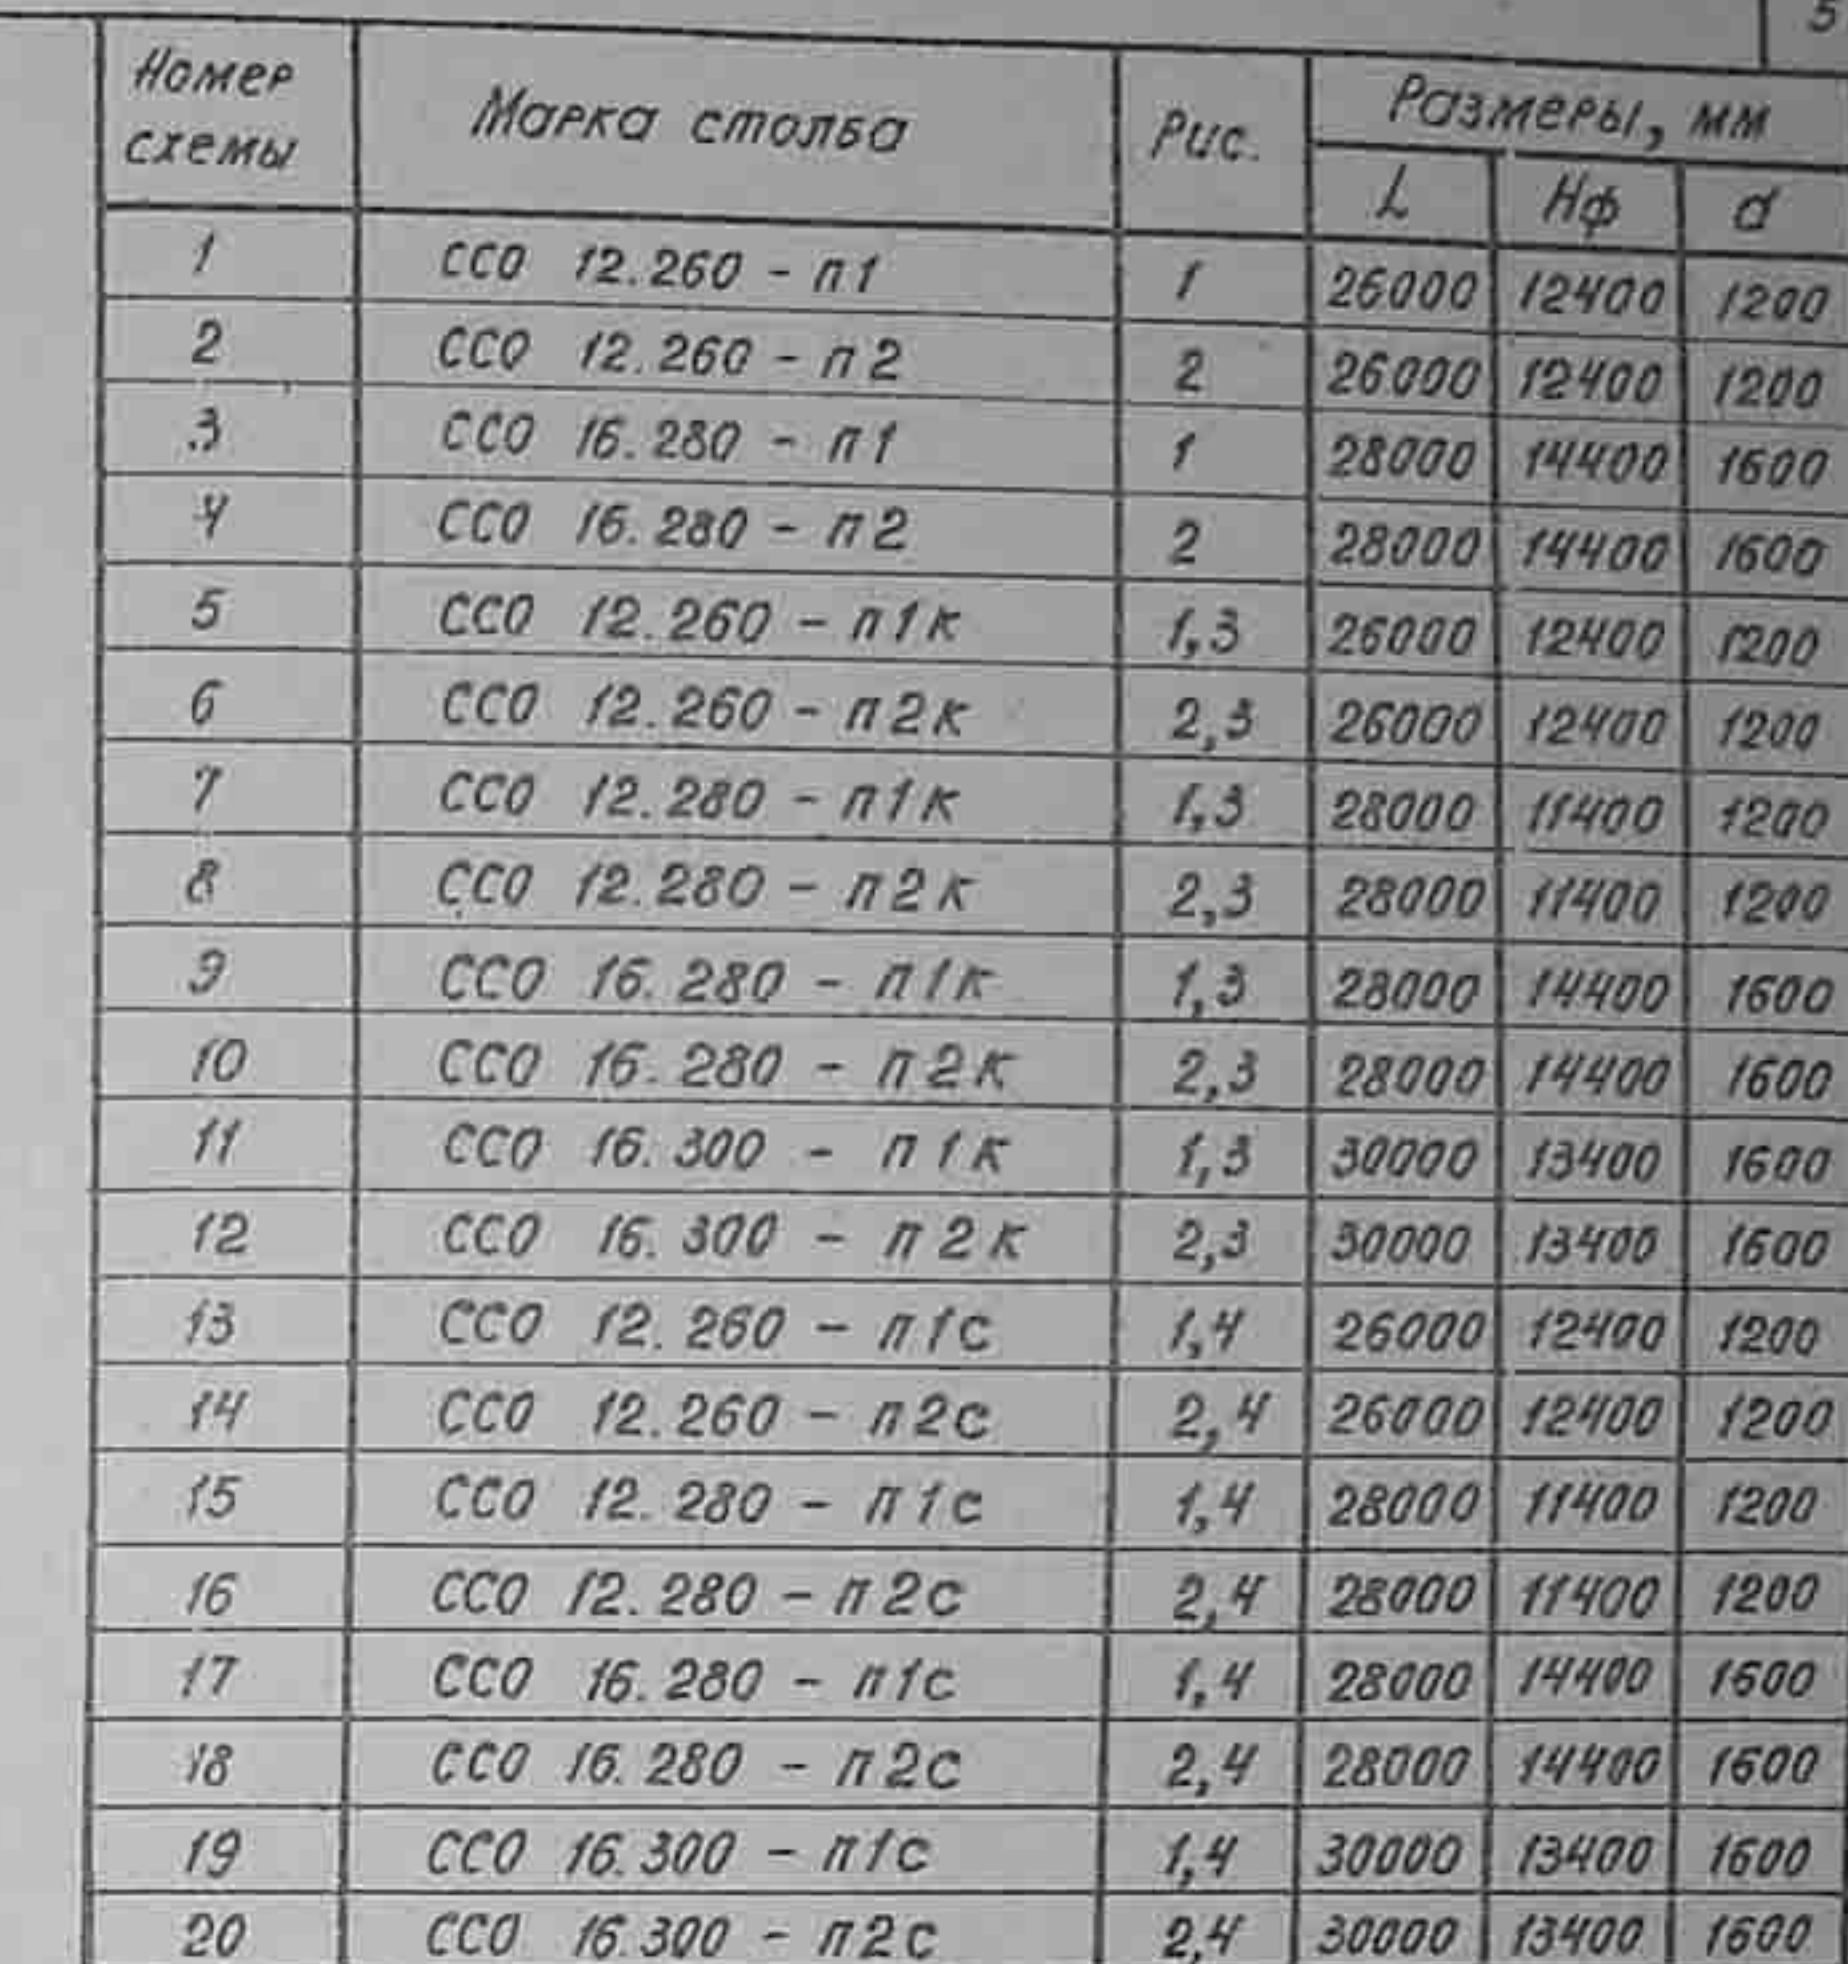 5
Номер схемы Марка столба Рис. Размеры, мм
L Нф d
1 ССО 12.260 - п1 1 26000 12400 1200
2 ССО 12.260 - п2 2 26000 12400 1200
3 ССО 16.280 - п1 1 28000 14400 1600
4 ССО 16.280 - п2 2 28000 14400 1600
5 ССО 12.260 - п1к 1,3 26000 12400 1200
6 ССО 12.260 - п2к 2,3 26000 12400 1200
7 ССО 12.280 - п1к 1,3 28000 11400 1200
8 ССО 12.280 - п2к 2,3 28000 11400 1200
9 ССО 16.280 - п1к 1,3 28000 14400 1600
10 ССО 16.280 - п2к 2,3 28000 14400 1600
11 ССО 16.300 - п1к 1,3 30000 13400 1600
12 ССО 16.300 - п2к 2,3 30000 13400 1600
13 ССО 12.260 - п1с 1,4 26000 12400 1200
14 ССО 12.260 - п2с 2,4 26000 12400 1200
15 ССО 12.280 - п1с 1,4 28000 11400 1200
16 ССО 12.280 - п2с 2,4 28000 11400 1200
17 ССО 16.280 - п1с 1,4 28000 14400 1600
18 ССО 16.280 - п2с 2,4 28000 14400 1600
19 ССО 16.300 - п1с 1,4 30000 13400 1600
20 ССО 16.300 - п2с 2,4 30000 13400 1600